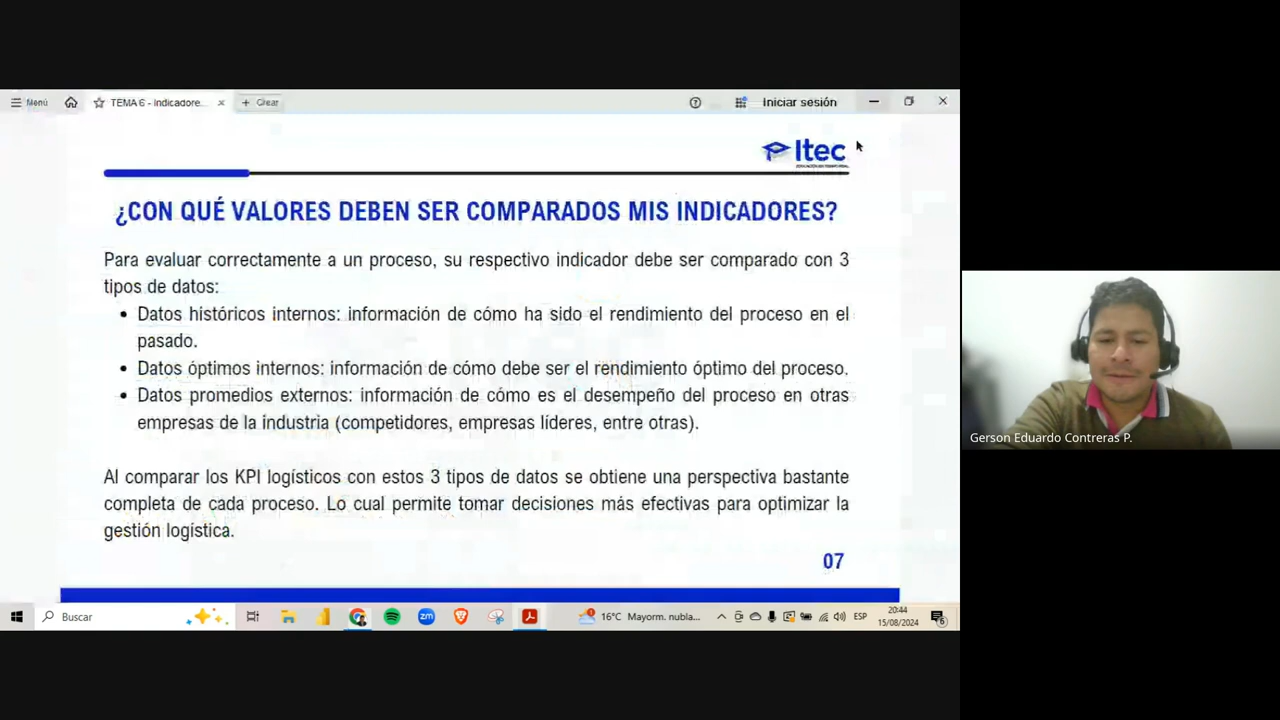 Menú
TEMA 6 - Indicadore...
Crear
Iniciar sesión
Itec
¿CON QUÉ VALORES DEBEN SER COMPARADOS MIS INDICADORES?
Para evaluar correctamente a un proceso, su respectivo indicador debe ser comparado con 3
tipos de datos:
• Datos históricos internos: información de cómo ha sido el rendimiento del proceso en el
pasado.
• Datos óptimos internos: información de cómo debe ser el rendimiento óptimo del proceso.
• Datos promedios externos: información de cómo es el desempeño del proceso en otras
empresas de la industria (competidores, empresas líderes, entre otras).
Al comparar los KPI logísticos con estos 3 tipos de datos se obtiene una perspectiva bastante
completa de cada proceso. Lo cual permite tomar decisiones más efectivas para optimizar la
gestión logística.
07
Gerson Eduardo Contreras P.
Buscar
zm
16°C Mayorm. nubla...
ESP
20:44
15/08/2024
6